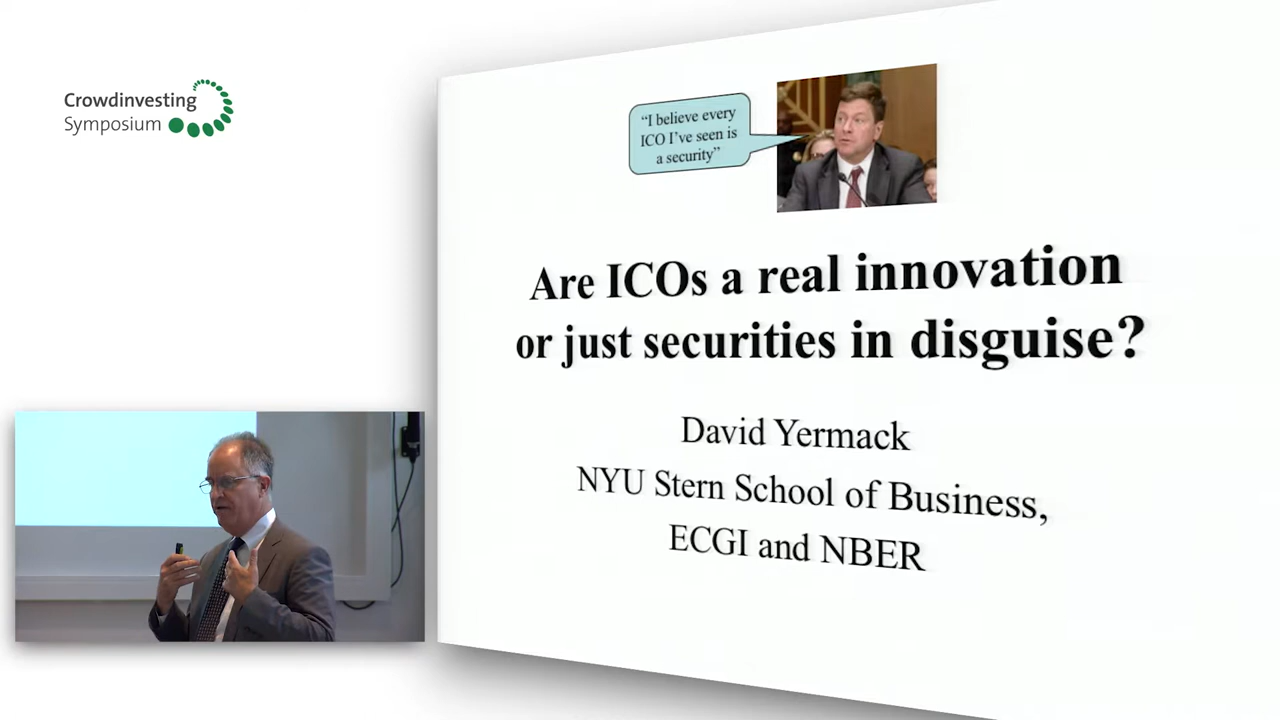 Crowdinvesting
Symposium
“I believe every
ICO I’ve seen is
a security”
Are ICOs a real innovation
or just securities in disguise?
David Yermack
NYU Stern School of Business,
ECGI and NBER